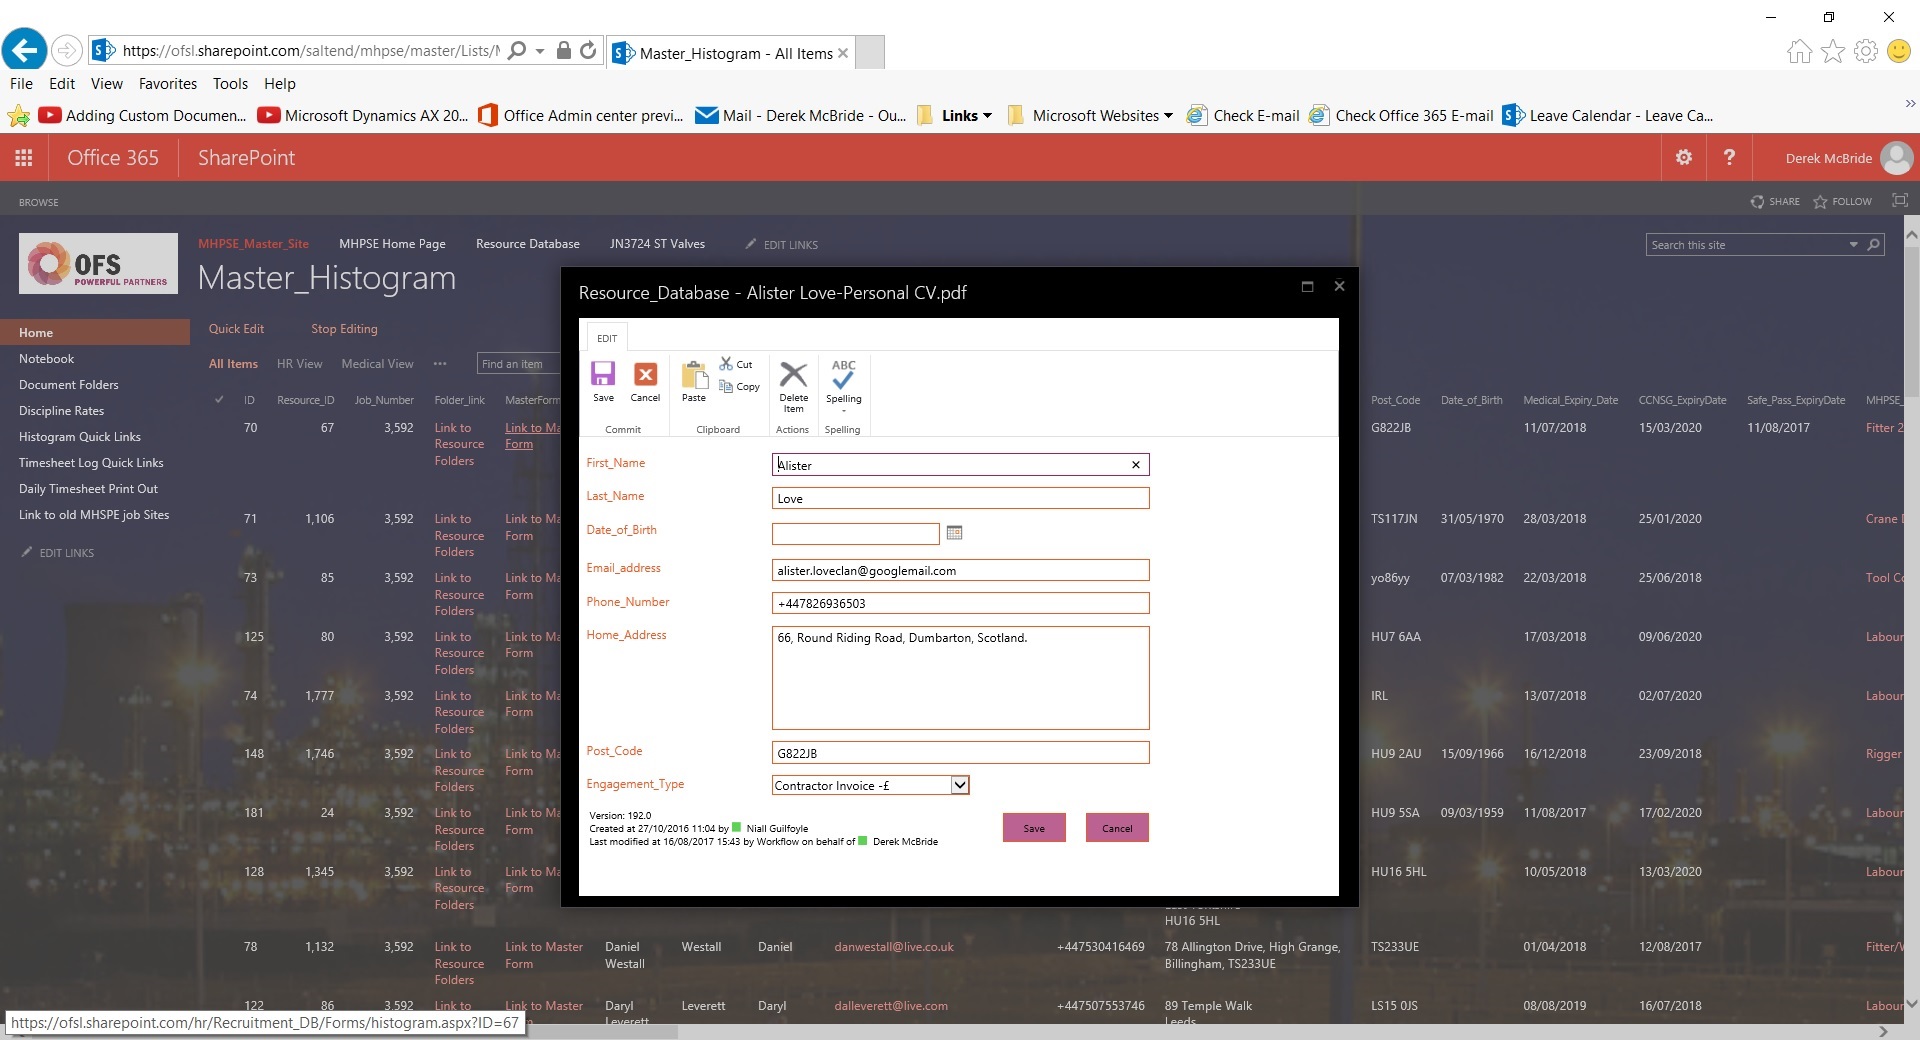 https://ofsl.sharepoint.com/saltend/mhpse/master/Lists/M
Master_Histogram - All Items
File Edit View Favorites Tools Help
Adding Custom Documen... Microsoft Dynamics AX 20... Office Admin center previ... Mail - Derek McBride - Ou... Links Microsoft Websites Check E-mail Check Office 365 E-mail Leave Calendar - Leave Ca...
Office 365 SharePoint ? Derek McBride
BROWSE SHARE FOLLOW
MHPSE_Master_Site MHPSE Home Page Resource Database JN3724 ST Valves EDIT LINKS Search this site
OFS
POWERFUL PARTNERS
Master_Histogram
Home
Notebook
Document Folders
Discipline Rates
Histogram Quick Links
Timesheet Log Quick Links
Daily Timesheet Print Out
Link to old MHSPE job Sites
EDIT LINKS
Quick Edit Stop Editing
All Items HR View Medical View ••• Find an item
ID Resource_ID Job_Number Folder_link MasterForm
70 67 3,592 Link to Resource Folders Link to Ma Form
71 1,106 3,592 Link to Resource Folders Link to Ma Form
73 85 3,592 Link to Resource Folders Link to Ma Form
125 80 3,592 Link to Resource Folders Link to Ma Form
74 1,777 3,592 Link to Resource Folders Link to Ma Form
148 1,746 3,592 Link to Resource Folders Link to Ma Form
181 24 3,592 Link to Resource Folders Link to Ma Form
128 1,345 3,592 Link to Resource Folders Link to Ma Form
Resource_Database - Alister Love-Personal CV.pdf
EDIT
Save Cancel Paste Cut Copy Delete Item ABC Spelling
Commit Clipboard Actions Spelling
First_Name Alister
Last_Name Love
Date_of_Birth
Email_address alister.loveclan@googlemail.com
Phone_Number +447826936503
Home_Address 66, Round Riding Road, Dumbarton, Scotland.
Post_Code G822JB
Engagement_Type Contractor Invoice -£
Version: 192.0
Created at 27/10/2016 11:04 by Niall Guilfoyle
Last modified at 16/08/2017 15:43 by Workflow on behalf of Derek McBride
Save Cancel
Post_Code Date_of_Birth Medical_Expiry_Date CCNSG_ExpiryDate Safe_Pass_ExpiryDate MHPSE_
G822JB 11/07/2018 15/03/2020 11/08/2017 Fitter 2
TS117JN 31/05/1970 28/03/2018 25/01/2020 Crane
yo86yy 07/03/1982 22/03/2018 25/06/2018 Tool Co
HU7 6AA 17/03/2018 09/06/2020 Labour
IRL 13/07/2018 02/07/2020 Labour
HU9 2AU 15/09/1966 16/12/2018 23/09/2018 Rigger
HU9 5SA 09/03/1959 11/08/2017 17/02/2020 Labour
HU16 5HL 10/05/2018 13/03/2020 Labour
HU16 5HL
78 1,132 3,592 Link to Resource Folders Link to Master Form Daniel Westall Westall Daniel danwestall@live.co.uk +447530416469 78 Allington Drive, High Grange, Billingham, TS233UE TS233UE 01/04/2018 12/08/2017 Fitter/W
122 86 3,592 Link to Link to Master Daryl Leverett Leverett Daryl dalleverett@live.com +447507553746 89 Temple Walk Leeds LS15 0JS 08/08/2019 16/07/2018 Labour
https://ofsl.sharepoint.com/hr/Recruitment_DB/Forms/histogram.aspx?ID=67